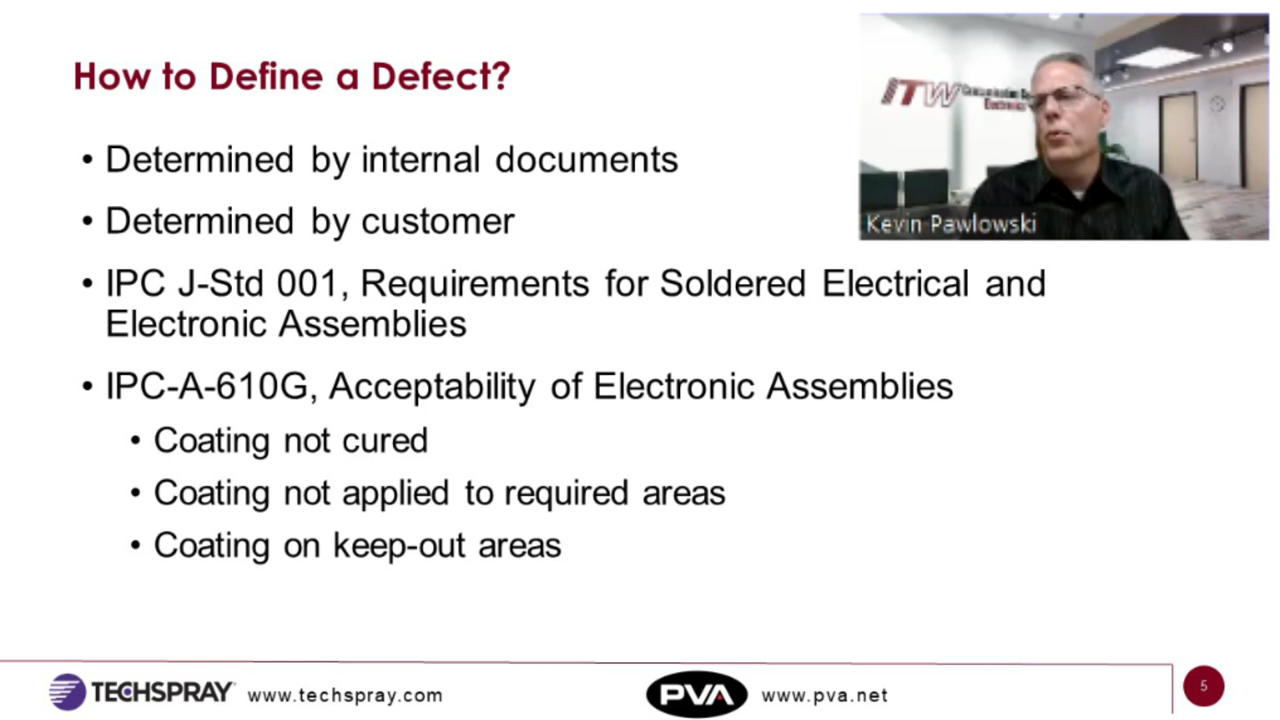 How to Define a Defect?
ITW
Electronics
Kevin Pawlowski
• Determined by internal documents
• Determined by customer
• IPC J-Std 001, Requirements for Soldered Electrical and
Electronic Assemblies
• IPC-A-610G, Acceptability of Electronic Assemblies
• Coating not cured
• Coating not applied to required areas
• Coating on keep-out areas
TECHSPRAY www.techspray.com
PVA www.pva.net
5